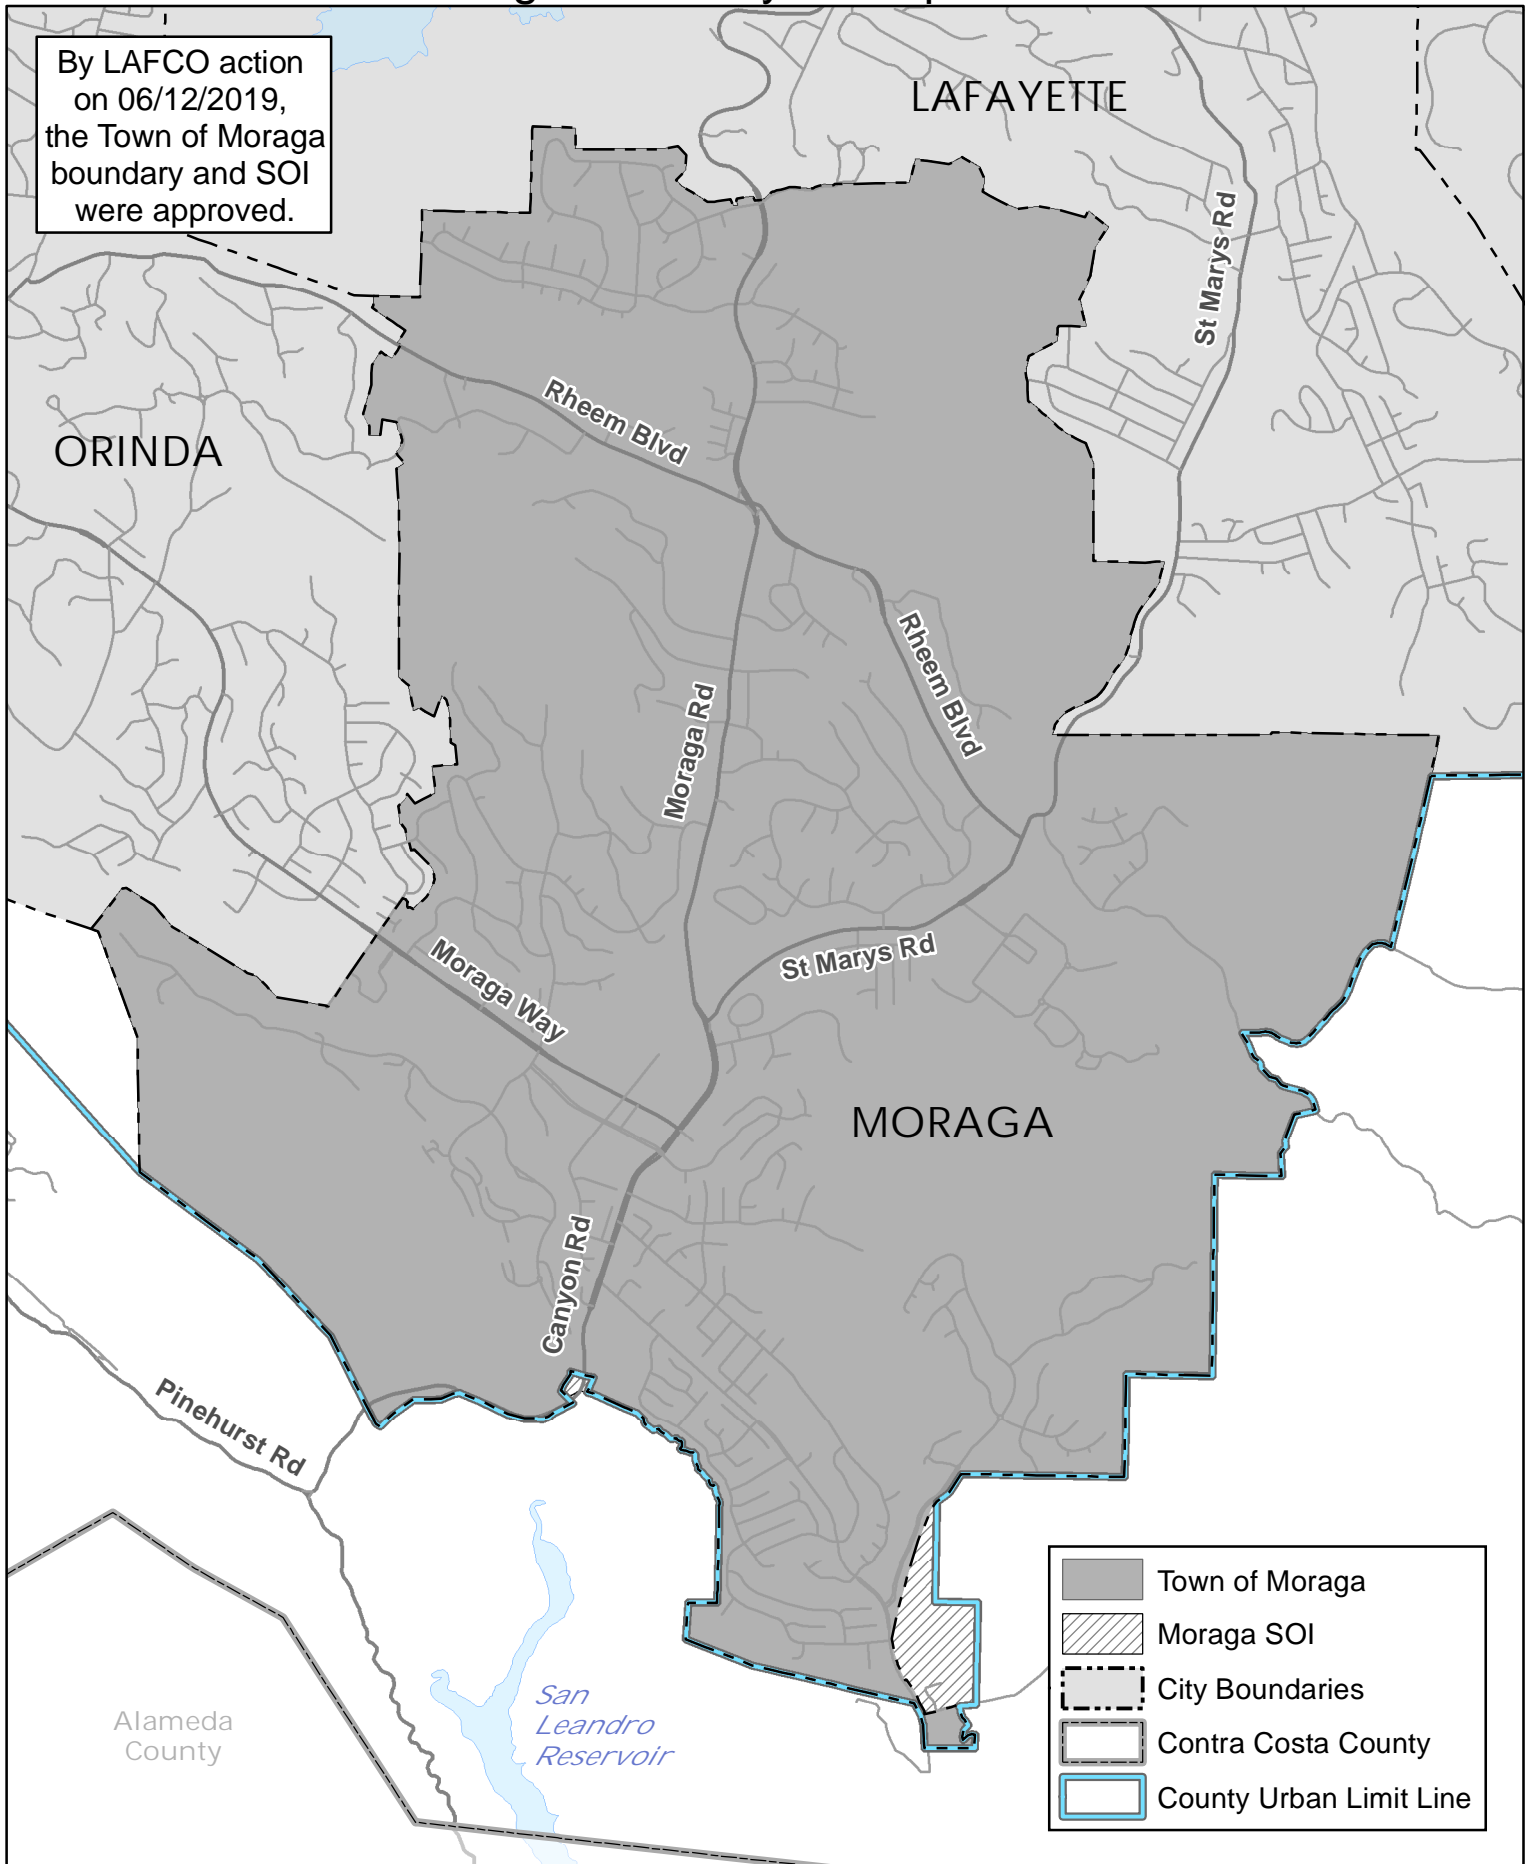 By LAFCO action
on 06/12/2019,
the Town of Moraga
boundary and SOI
were approved.
LAFAYETTE
St Marys Rd
Rheem Blvd
ORINDA
Rheem Blvd
Moraga Rd
St Marys Rd
Moraga Way
MORAGA
Canyon Rd
Pinehurst Rd
San
Leandro
Reservoir
Alameda
County
Town of Moraga
Moraga SOI
City Boundaries
Contra Costa County
County Urban Limit Line